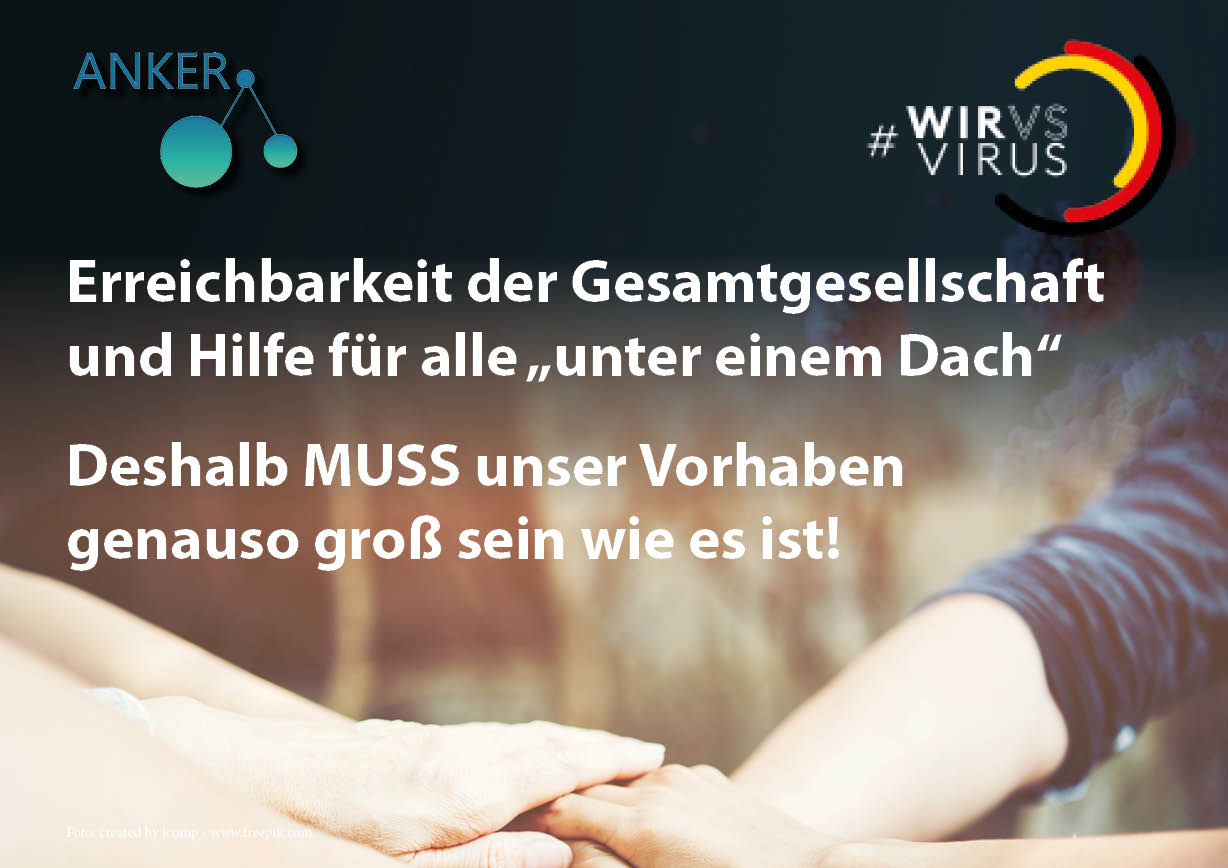 ANKER
# WIRVS
VIRUS
Erreichbarkeit der Gesamtgesellschaft
und Hilfe für alle „unter einem Dach“
Deshalb MUSS unser Vorhaben
genauso groß sein wie es ist!
Foto: created by jcomp - www.freepik.com